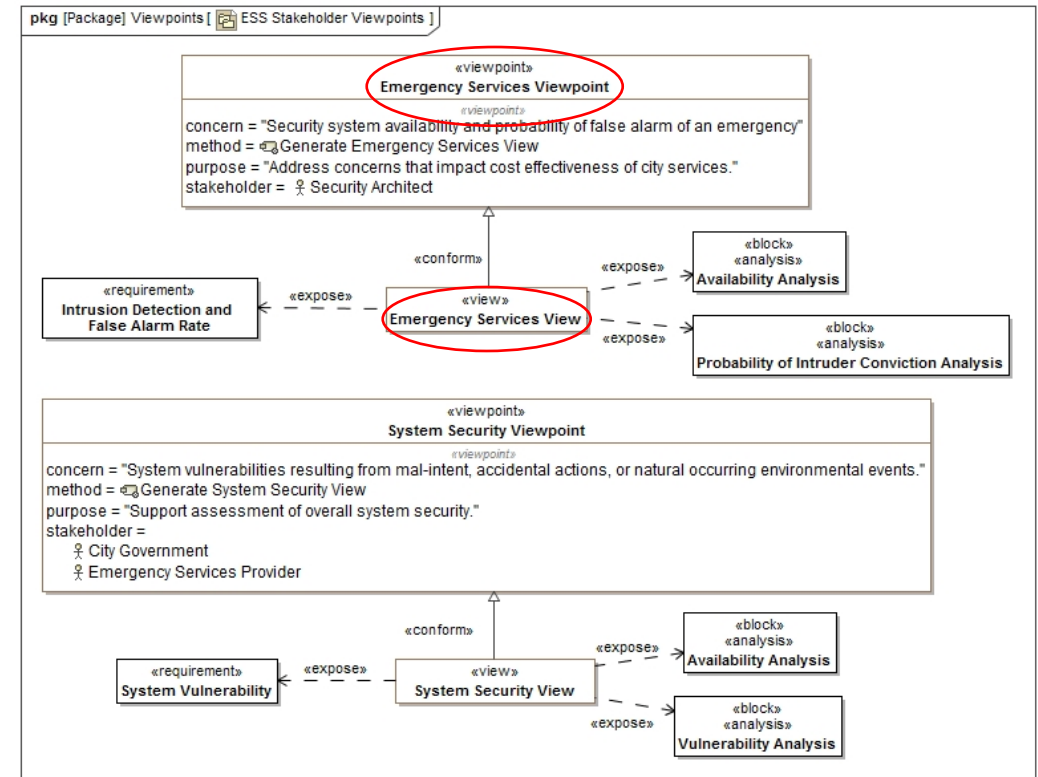 pkg [Package] Viewpoints [ ESS Stakeholder Viewpoints ]
«viewpoint»
Emergency Services Viewpoint
«viewpoint»
concern = "Security system availability and probability of false alarm of an emergency"
method = Generate Emergency Services View
purpose = "Address concerns that impact cost effectiveness of city services."
stakeholder = Security Architect
«conform»
«block»
«analysis»
Availability Analysis
«expose»
«requirement»
Intrusion Detection and
False Alarm Rate
«expose»
«view»
Emergency Services View
«expose»
«block»
«analysis»
Probability of Intruder Conviction Analysis
«viewpoint»
System Security Viewpoint
«viewpoint»
concern = "System vulnerabilities resulting from mal-intent, accidental actions, or natural occurring environmental events."
method = Generate System Security View
purpose = "Support assessment of overall system security."
stakeholder =
City Government
Emergency Services Provider
«conform»
«block»
«analysis»
Availability Analysis
«expose»
«requirement»
System Vulnerability
«expose»
«view»
System Security View
«expose»
«block»
«analysis»
Vulnerability Analysis